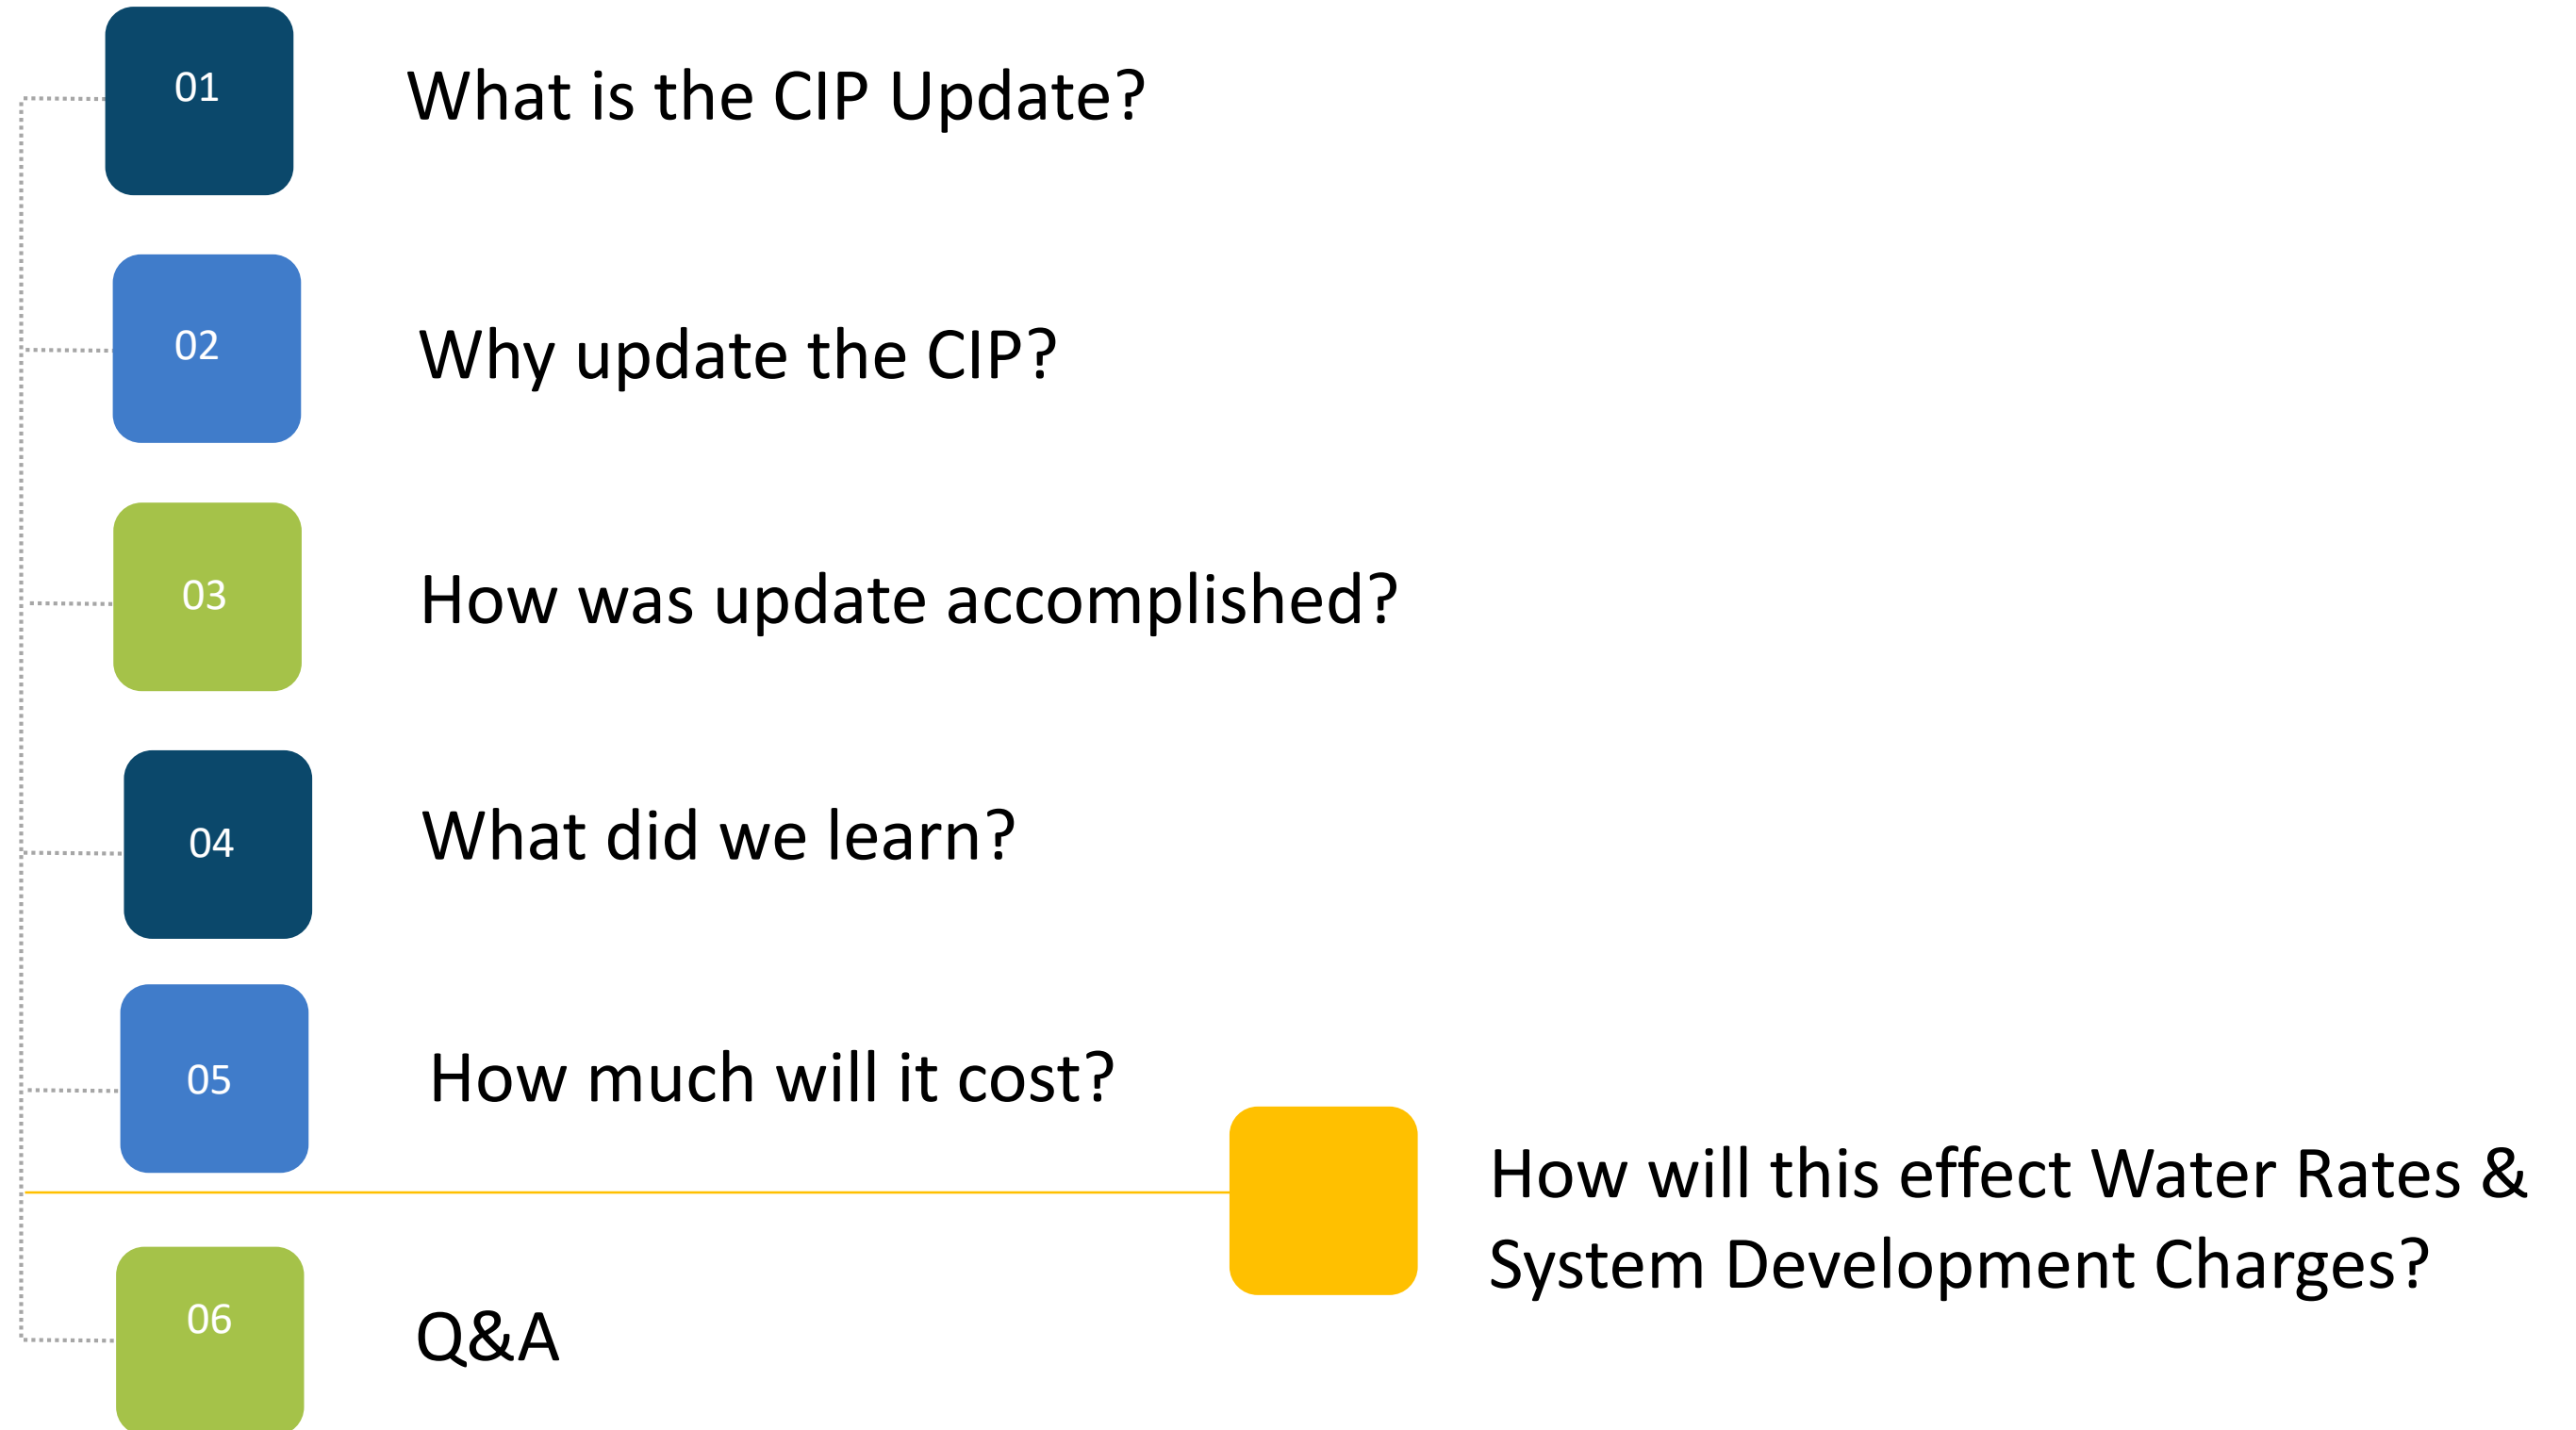 01
What is the CIP Update?
02
Why update the CIP?
03
How was update accomplished?
04
What did we learn?
05
How much will it cost?
How will this effect Water Rates &
System Development Charges?
06
Q&A